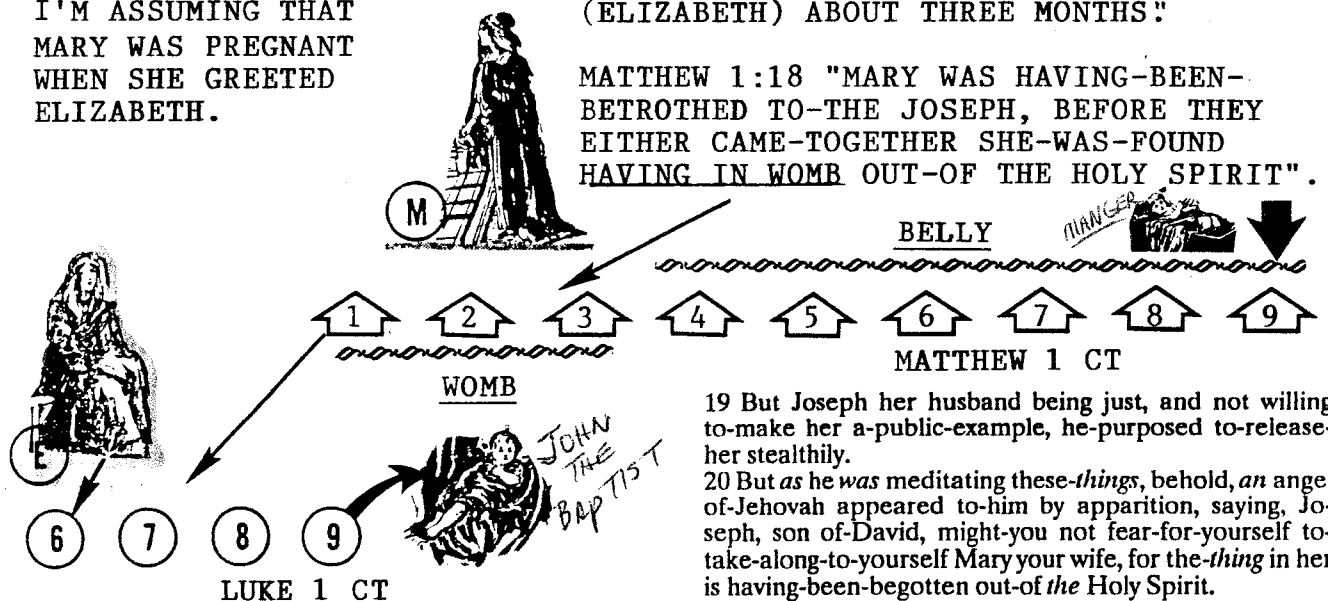 I'M ASSUMING THAT
MARY WAS PREGNANT
WHEN SHE GREETED
ELIZABETH.
(ELIZABETH) ABOUT THREE MONTHS."
MATTHEW 1:18 "MARY WAS HAVING-BEEN-
BETROTHED TO-THE JOSEPH, BEFORE THEY
EITHER CAME-TOGETHER SHE-WAS-FOUND
HAVING IN WOMB OUT-OF THE HOLY SPIRIT".
M
BELLY
MANGER
E
1 2 3 4 5 6 7 8 9
MATTHEW 1 CT
WOMB
JOHN
THE
BAPTIST
6 7 8 9
LUKE 1 CT
19 But Joseph her husband being just, and not willing
to-make her a-public-example, he-purposed to-release-
her stealthily.
20 But as he was meditating these-things, behold, an ange
of-Jehovah appeared to-him by apparition, saying, Jo-
seph, son of-David, might-you not fear-for-yourself to-
take-along-to-yourself Mary your wife, for the-thing in her
is having-been-begotten out-of the Holy Spirit.